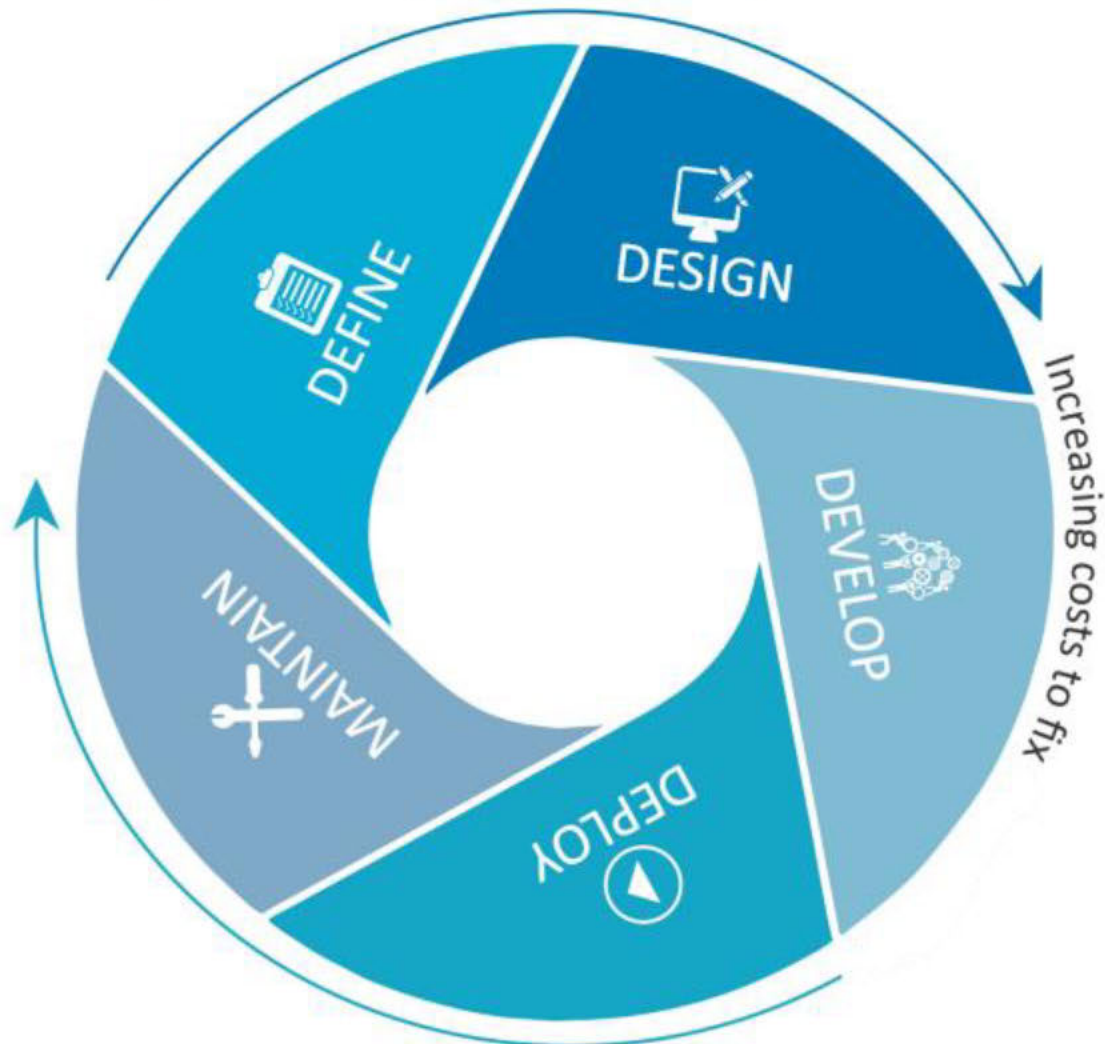 DEFINE
DESIGN
DEVELOP
DEPLOY
MAINTAIN
Increasing costs to fix